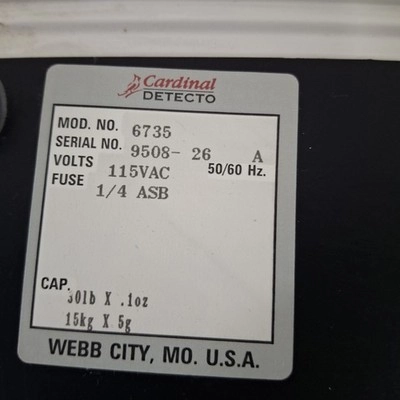 Cardinal
DETECTO
MOD. NO. 6735
SERIAL NO. 9508- 26 A
VOLTS 115VAC 50/60 Hz.
FUSE 1/4 ASB
CAP.
30lb X .1oz
15kg X 5g
WEBB CITY, MO. U.S.A.